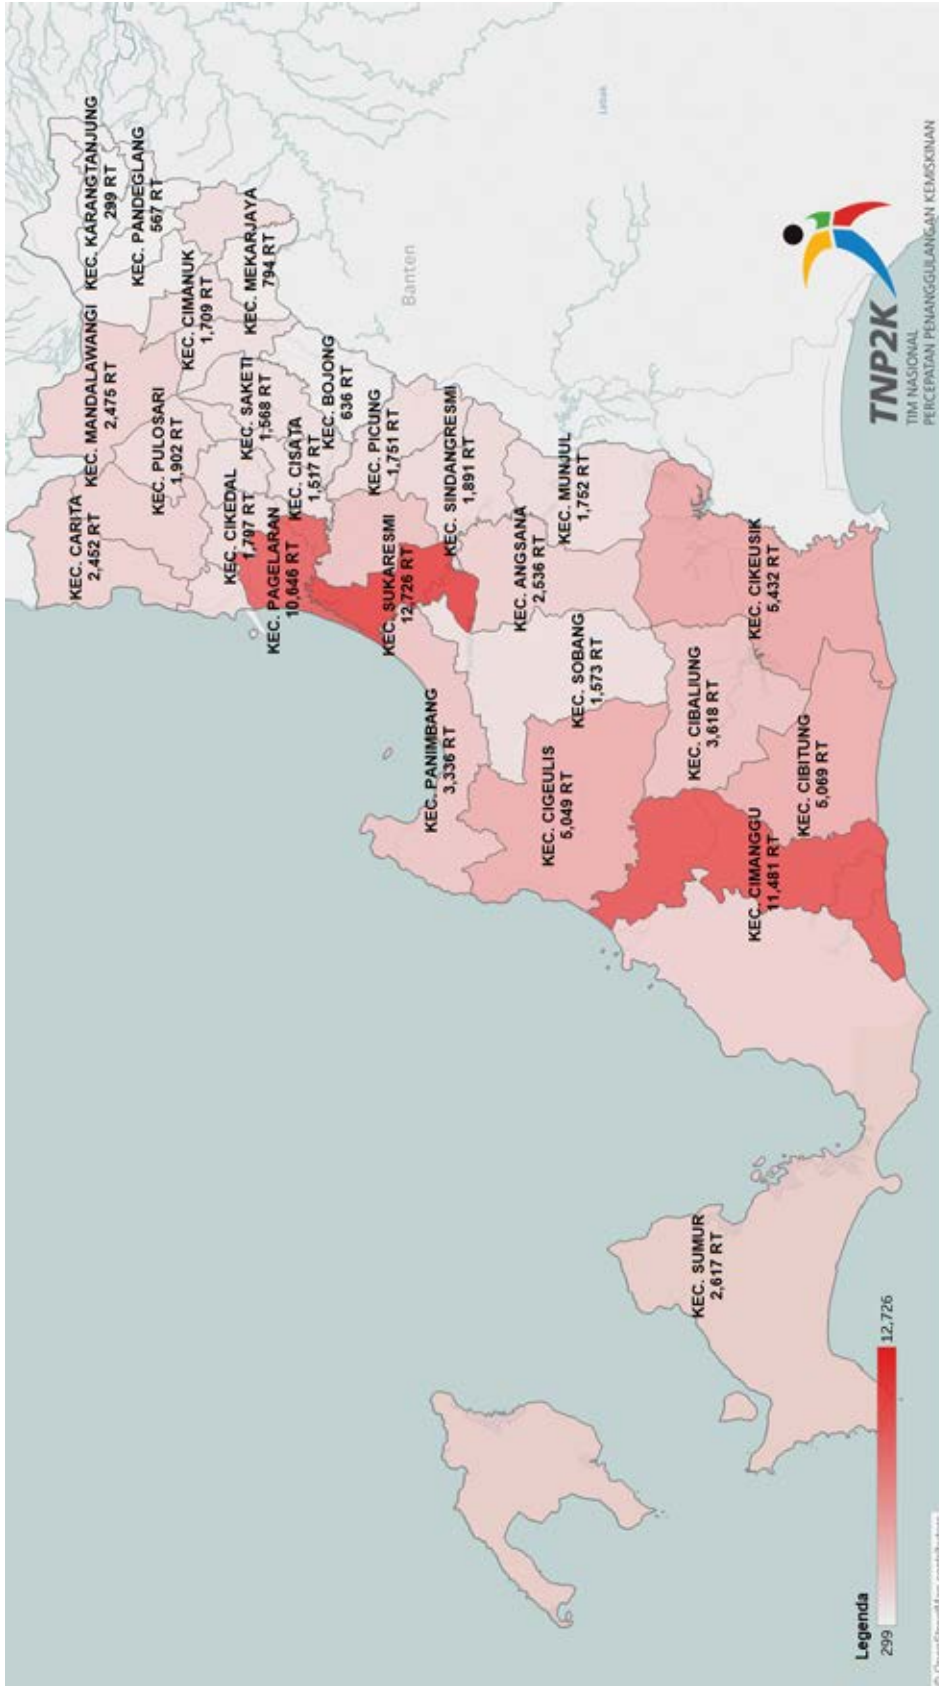 KEC. KARANGTANJUNG
299 RT
KEC. PANDEGLANG
567 RT
KEC. MANDALAWANGI
2,475 RT
KEC. CIMANUK
1,709 RT
KEC. MEKARJAYA
794 RT
KEC. CARITA
2,452 RT
KEC. PULOSARI
1,902 RT
KEC. SAKETI
1,568 RT
KEC. BOJONG
636 RT
KEC. CIKEDAL
1,797 RT
KEC. CISATA
1,517 RT
KEC. PICUNG
1,751 RT
KEC. PAGELARAN
10,646 RT
KEC. SUKARESMI
12,726 RT
KEC. SINDANGRESMI
1,891 RT
KEC. ANGSANA
2,536 RT
KEC. MUNJUL
1,752 RT
KEC. PANIMBANG
3,336 RT
KEC. SOBANG
1,573 RT
KEC. CIKEUSIK
5,432 RT
KEC. CIGEULIS
5,049 RT
KEC. CIBALIUNG
3,618 RT
KEC. CIBITUNG
5,069 RT
KEC. CIMANGGU
11,481 RT
KEC. SUMUR
2,617 RT
Banten
Lebak
Legenda
299
12,726
TNP2K
TIM NASIONAL
PERCEPATAN PENANGGULANGAN KEMISKINAN